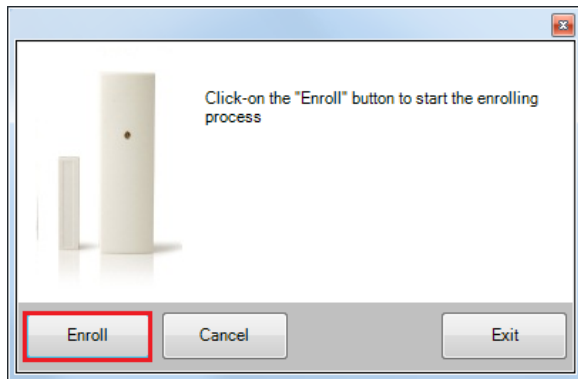 Click-on the "Enroll" button to start the enrolling
process
Enroll
Cancel
Exit